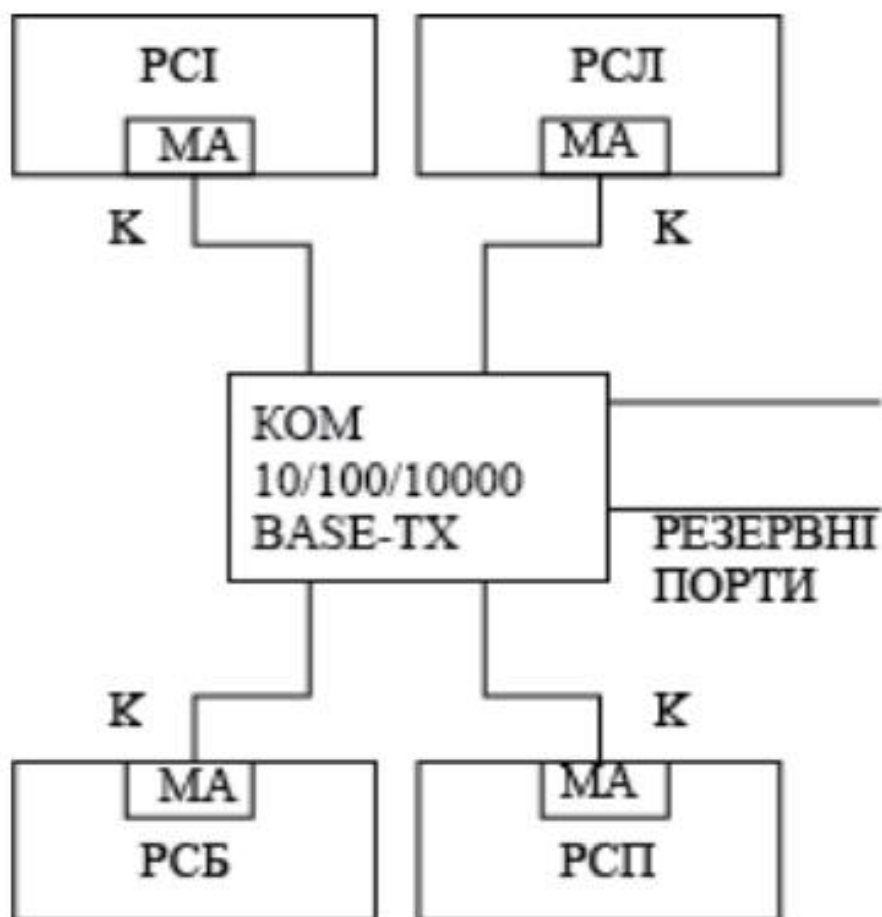 РСІ
РСЛ
МА
МА
К
К
КОМ
10/100/10000
BASE-TX
РЕЗЕРВНІ
ПОРТИ
К
К
МА
МА
РСБ
РСП